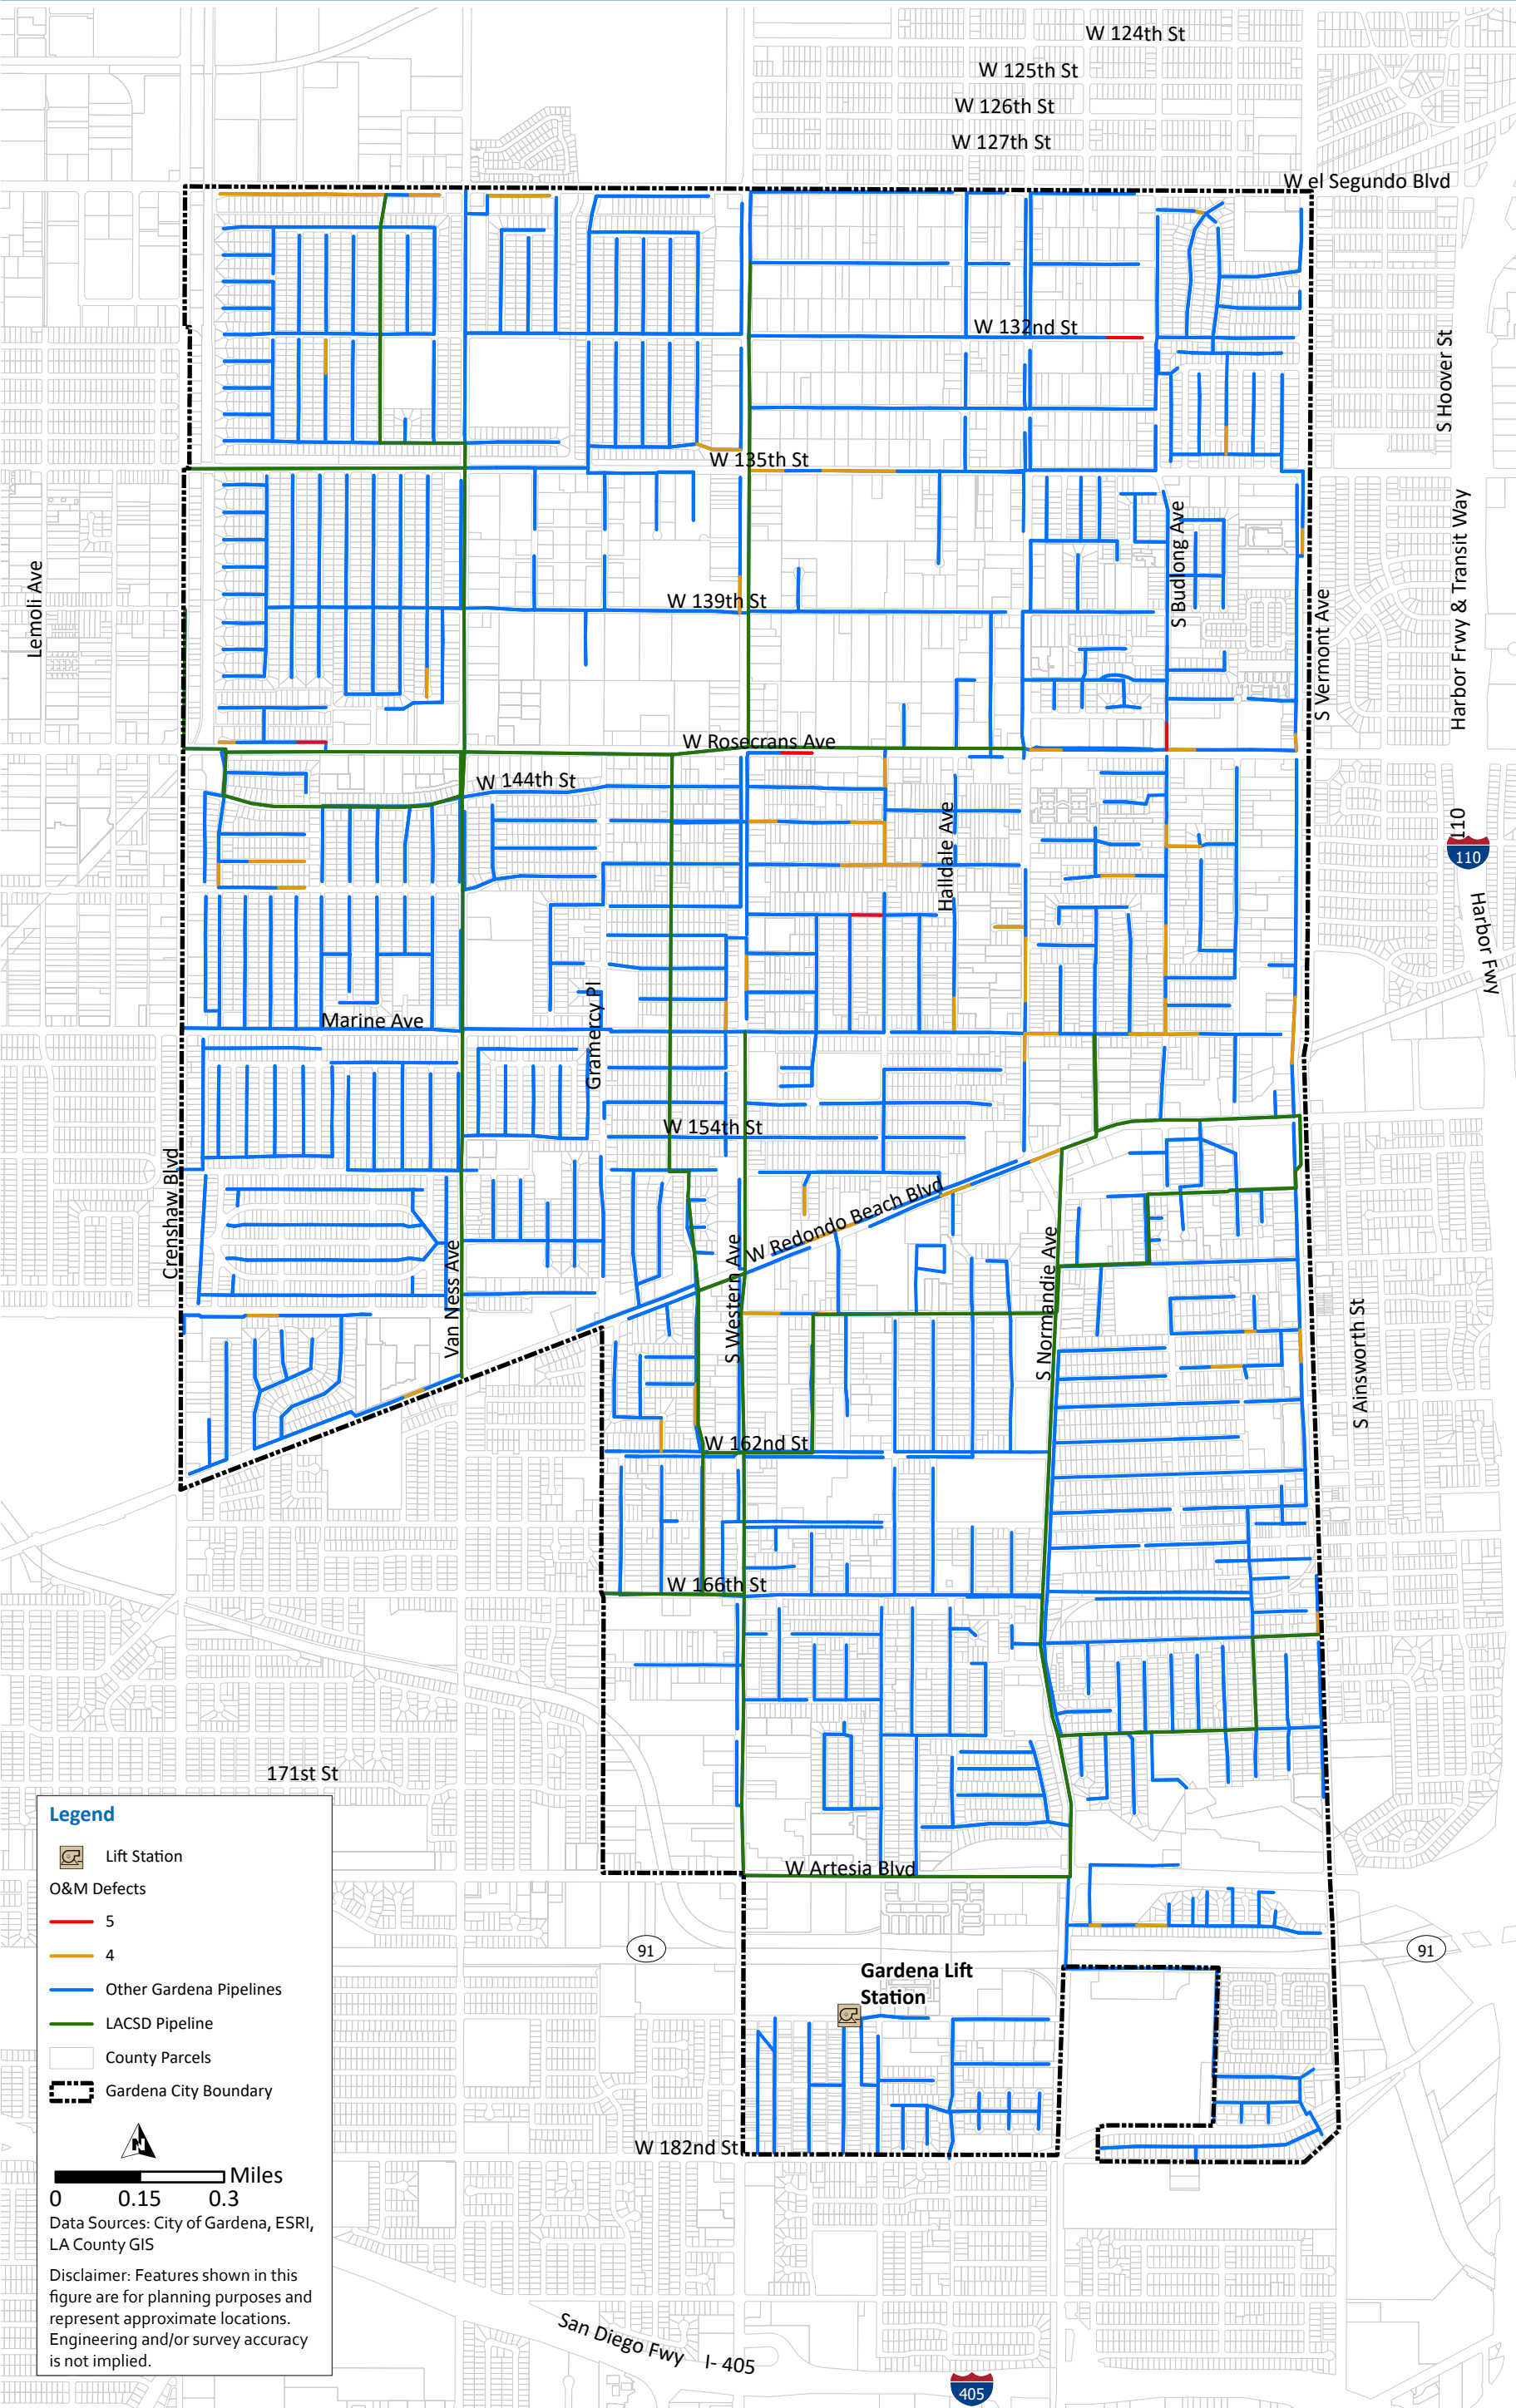 W 124th St
W 125th St
W 126th St
W 127th St
W el Segundo Blvd
W 132nd St
S Hoover St
W 135th St
S Budlong Ave
Harbor Frwy & Transit Way
Lemoli Ave
W 139th St
S Vermont Ave
W Rosecrans Ave
W 144th St
Halldale Ave
110
110
Harbor Fwy
Gramercy Pl
Marine Ave
W 154th St
Crenshaw Blvd
W Redondo Beach Blvd
Van Ness Ave
S Western Ave
S Normandie Ave
S Ainsworth St
W 162nd St
W 166th St
171st St
W Artesia Blvd
91
91
Gardena Lift
Station
W 182nd St
San Diego Fwy
I- 405
405
Legend
Lift Station
O&M Defects
5
4
Other Gardena Pipelines
LACSD Pipeline
County Parcels
Gardena City Boundary
N
Miles
0 0.15 0.3
Data Sources: City of Gardena, ESRI,
LA County GIS
Disclaimer: Features shown in this
figure are for planning purposes and
represent approximate locations.
Engineering and/or survey accuracy
is not implied.